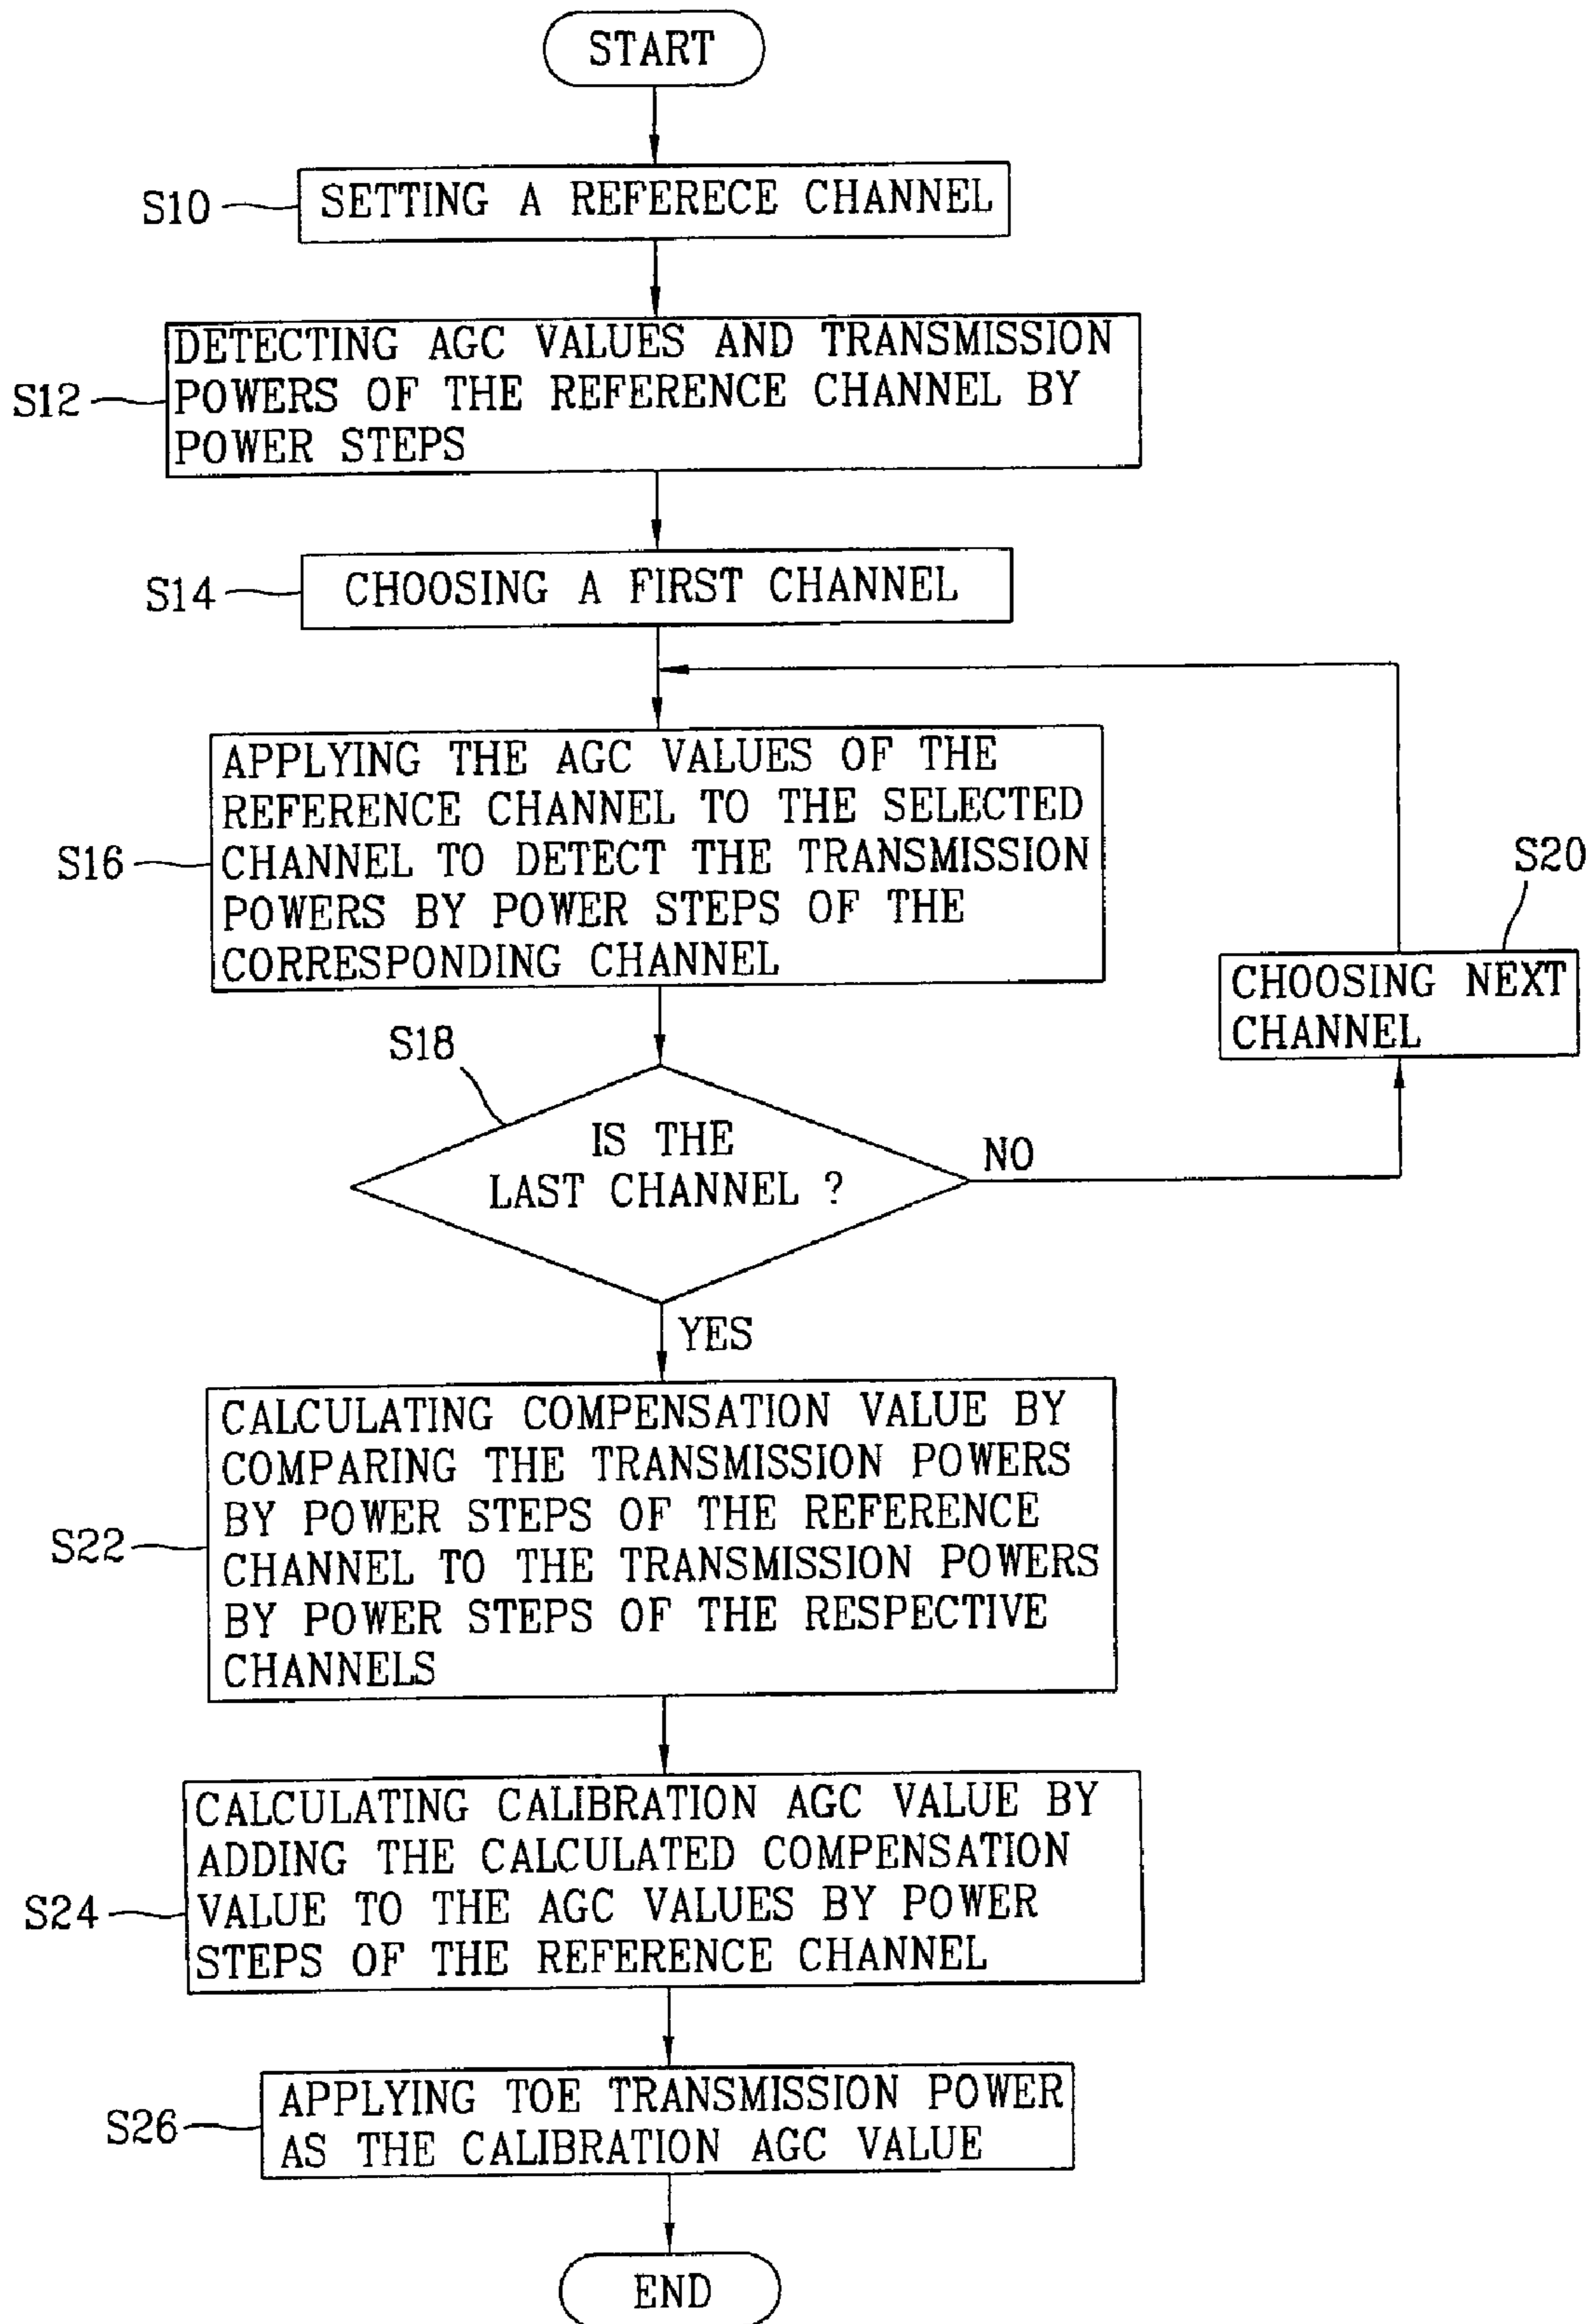 START
S10
SETTING A REFERECE CHANNEL
S12
DETECTING AGC VALUES AND TRANSMISSION
POWERS OF THE REFERENCE CHANNEL BY
POWER STEPS
S14
CHOOSING A FIRST CHANNEL
S16
APPLYING THE AGC VALUES OF THE
REFERENCE CHANNEL TO THE SELECTED
CHANNEL TO DETECT THE TRANSMISSION
POWERS BY POWER STEPS OF THE
CORRESPONDING CHANNEL
S20
CHOOSING NEXT
CHANNEL
S18
IS THE
LAST CHANNEL ?
NO
YES
S22
CALCULATING COMPENSATION VALUE BY
COMPARING THE TRANSMISSION POWERS
BY POWER STEPS OF THE REFERENCE
CHANNEL TO THE TRANSMISSION POWERS
BY POWER STEPS OF THE RESPECTIVE
CHANNELS
S24
CALCULATING CALIBRATION AGC VALUE BY
ADDING THE CALCULATED COMPENSATION
VALUE TO THE AGC VALUES BY POWER
STEPS OF THE REFERENCE CHANNEL
S26
APPLYING TOE TRANSMISSION POWER
AS THE CALIBRATION AGC VALUE
END